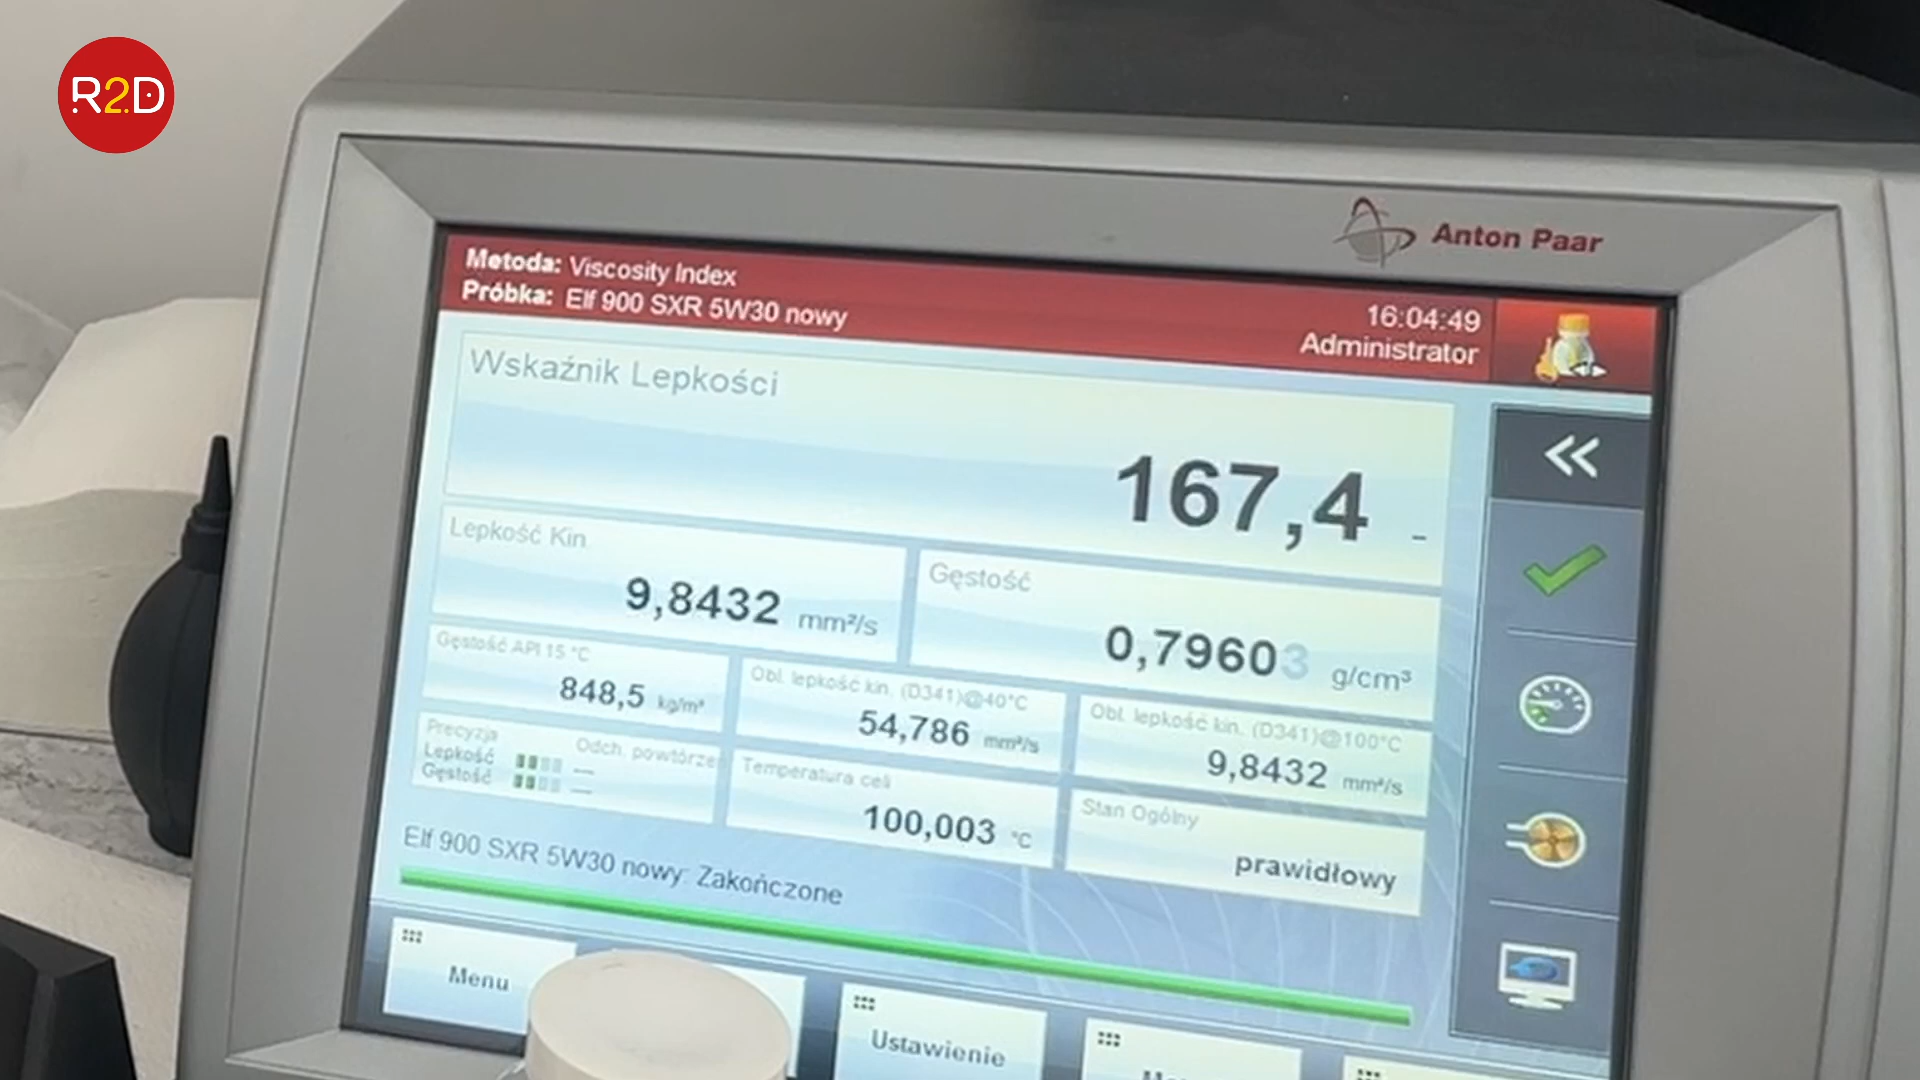 R2D
Anton Paar
Metoda: Viscosity Index
Próbka: Elf 900 SXR 5W30 nowy
16:04:49
Administrator
Wskaźnik Lepkości
167,4 -
Lepkość Kin
9,8432 mm²/s
Gęstość
0,79603 g/cm³
Gęstość API 15 °C
848,5 kg/m³
Obl. lepkość kin. (D341)@40°C
54,786 mm²/s
Obl. lepkość kin. (D341)@100°C
9,8432 mm²/s
Precyzja
Odch. powtórze
Lepkość —
Gęstość —
Temperatura celi
100,003 °C
Stan Ogólny
prawidłowy
Elf 900 SXR 5W30 nowy: Zakończone
Menu
Ustawienie